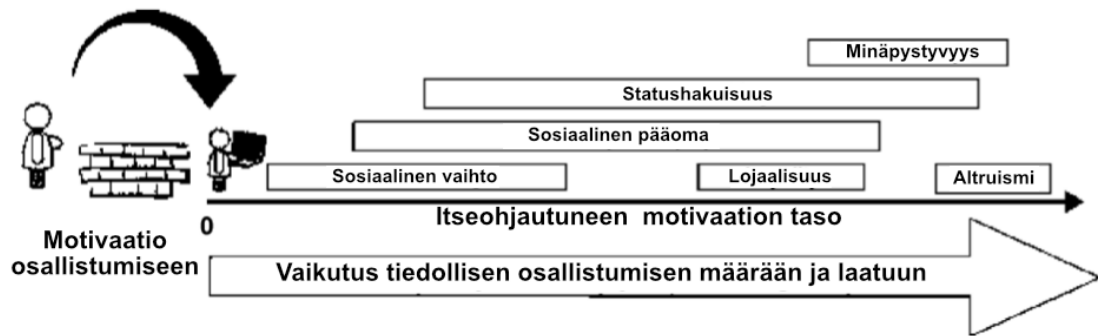 Minäpystyvyys
Statushakuisuus
Sosiaalinen pääoma
Sosiaalinen vaihto
Lojaalisuus
Altruismi
0
Itseohjautuneen motivaation taso
Motivaatio
osallistumiseen
Vaikutus tiedollisen osallistumisen määrään ja laatuun